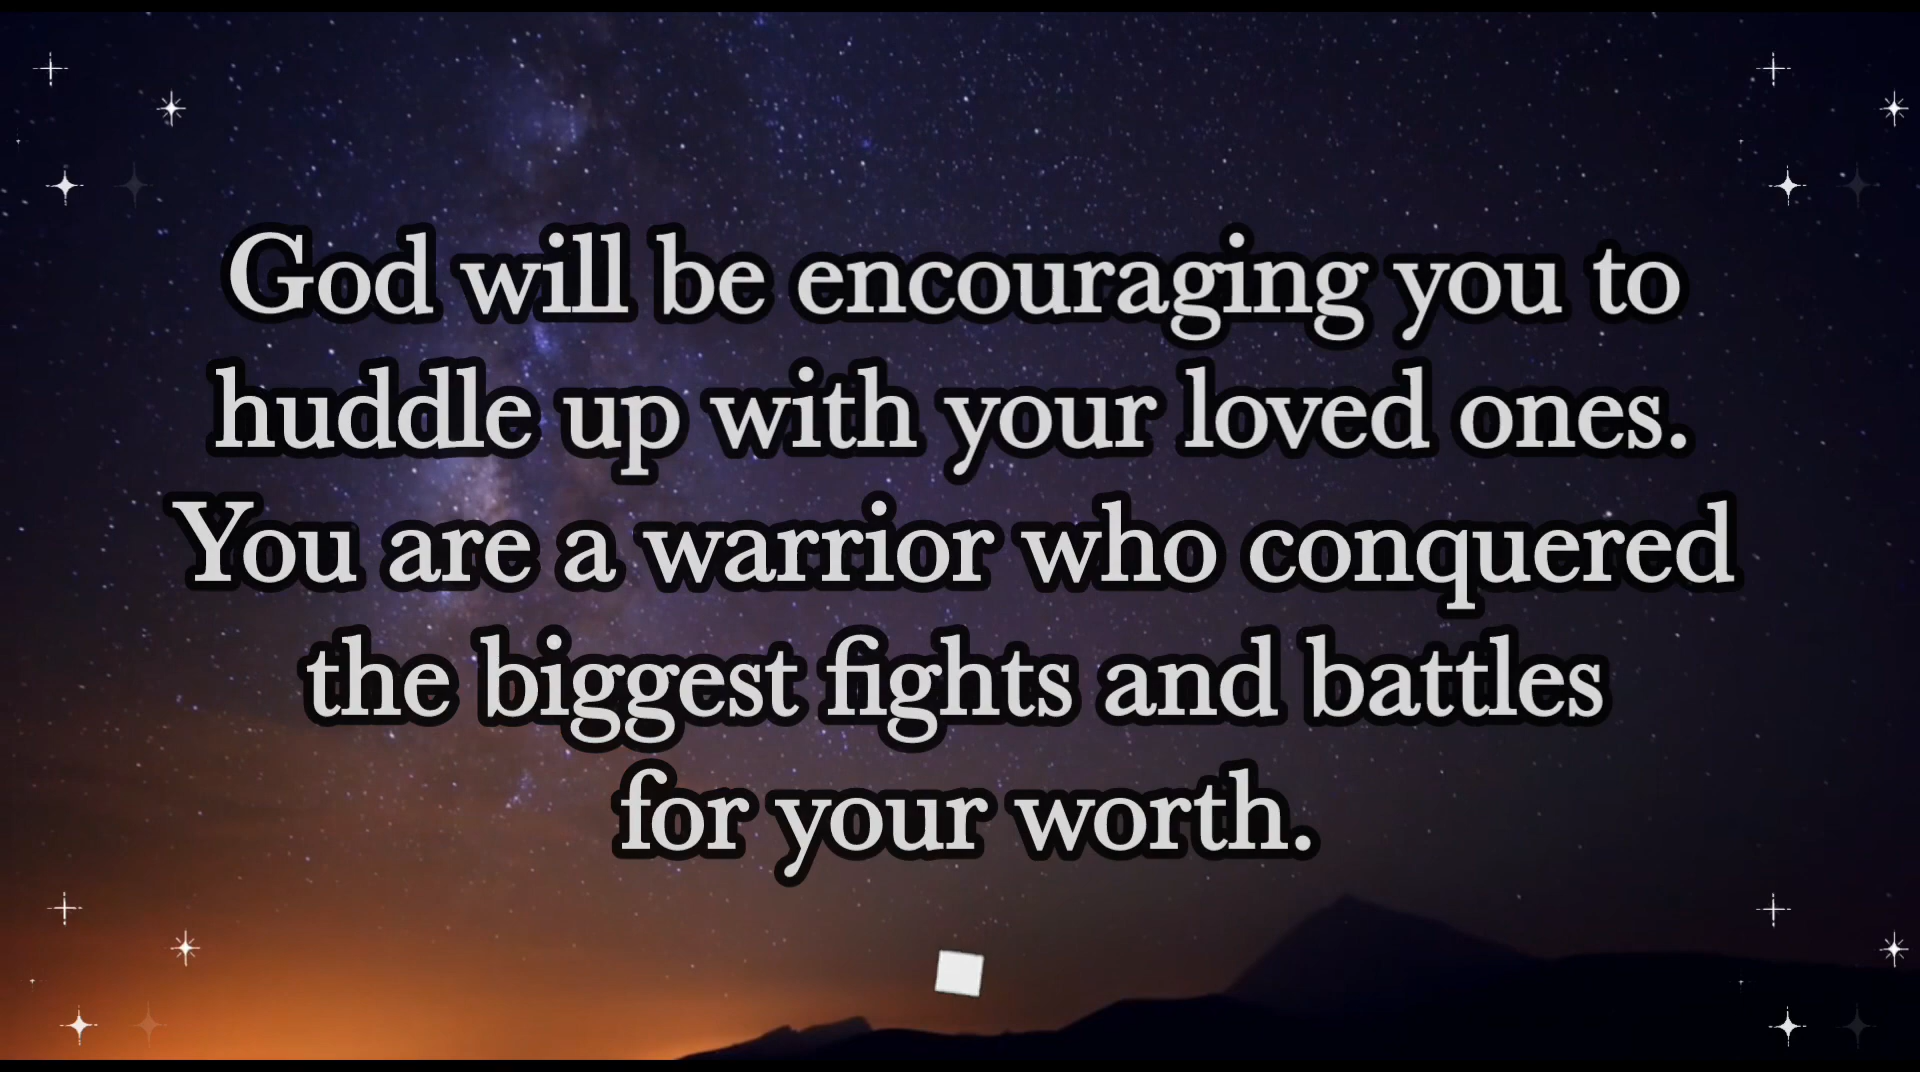 God will be encouraging you to
huddle up with your loved ones.
You are a warrior who conquered
the biggest fights and battles
for your worth.